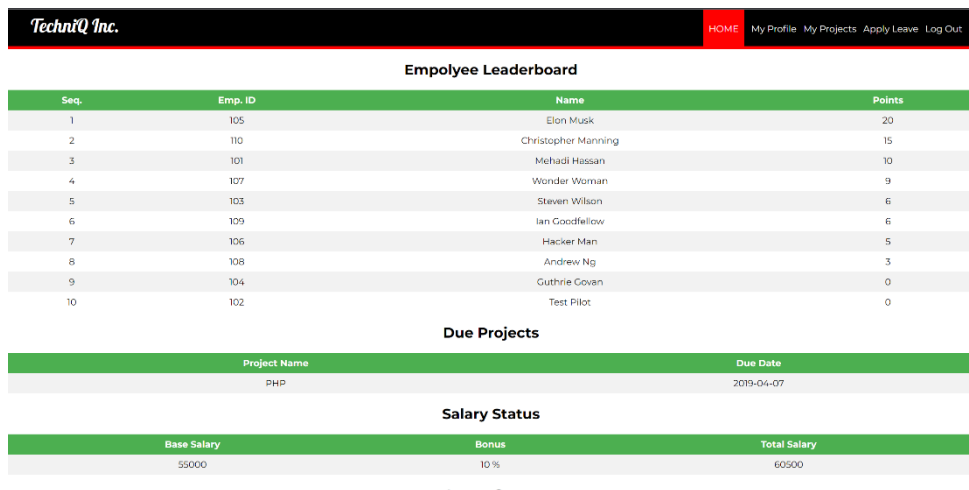 TechniQ Inc.
HOME My Profile My Projects Apply Leave Log Out
Empolyee Leaderboard
Seq. Emp. ID Name Points
1 105 Elon Musk 20
2 110 Christopher Manning 15
3 101 Mehadi Hassan 10
4 107 Wonder Woman 9
5 103 Steven Wilson 6
6 109 Ian Goodfellow 6
7 106 Hacker Man 5
8 108 Andrew Ng 3
9 104 Guthrie Govan 0
10 102 Test Pilot 0
Due Projects
Project Name Due Date
PHP 2019-04-07
Salary Status
Base Salary Bonus Total Salary
55000 10 % 60500